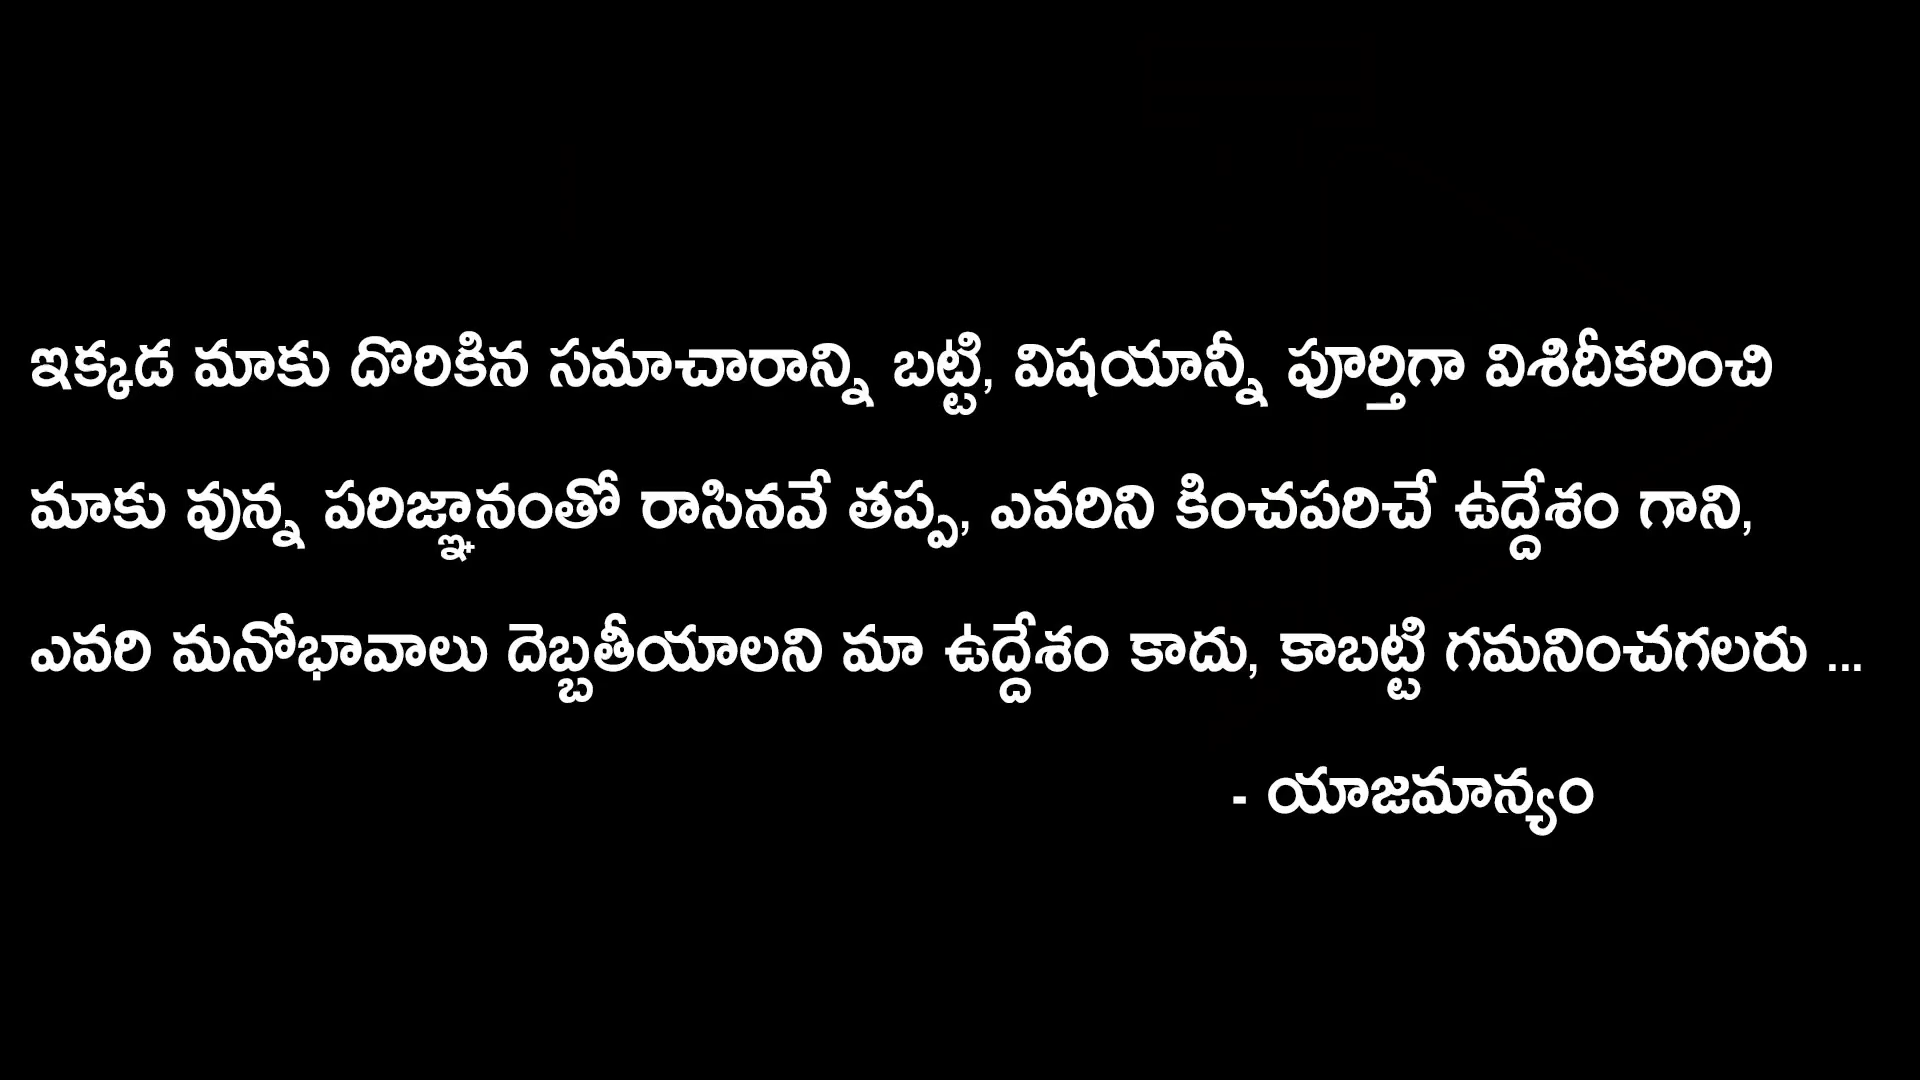 ఇక్కడ మాకు దొరికిన సమాచారాన్ని బట్టి, విషయాన్నీ పూర్తిగా విశిదీకరించి
మాకు వున్న పరిజ్ఞానంతో రాసినవే తప్ప, ఎవరిని కించపరిచే ఉద్దేశం గాని,
ఎవరి మనోభావాలు దెబ్బతీయాలని మా ఉద్దేశం కాదు, కాబట్టి గమనించగలరు ...
- యాజమాన్యం